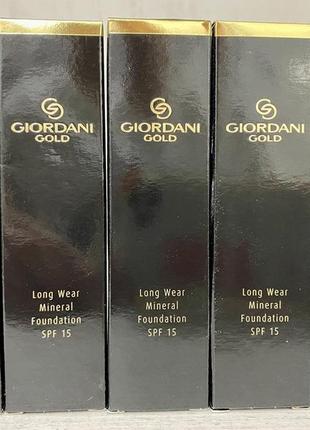 GIORDANI
GOLD
Long Wear
Mineral
Foundation
SPF 15
GIORDANI
GOLD
Long Wear
Mineral
Foundation
SPF 15
GIORDANI
GOLD
Long Wear
Mineral
Foundation
SPF 15